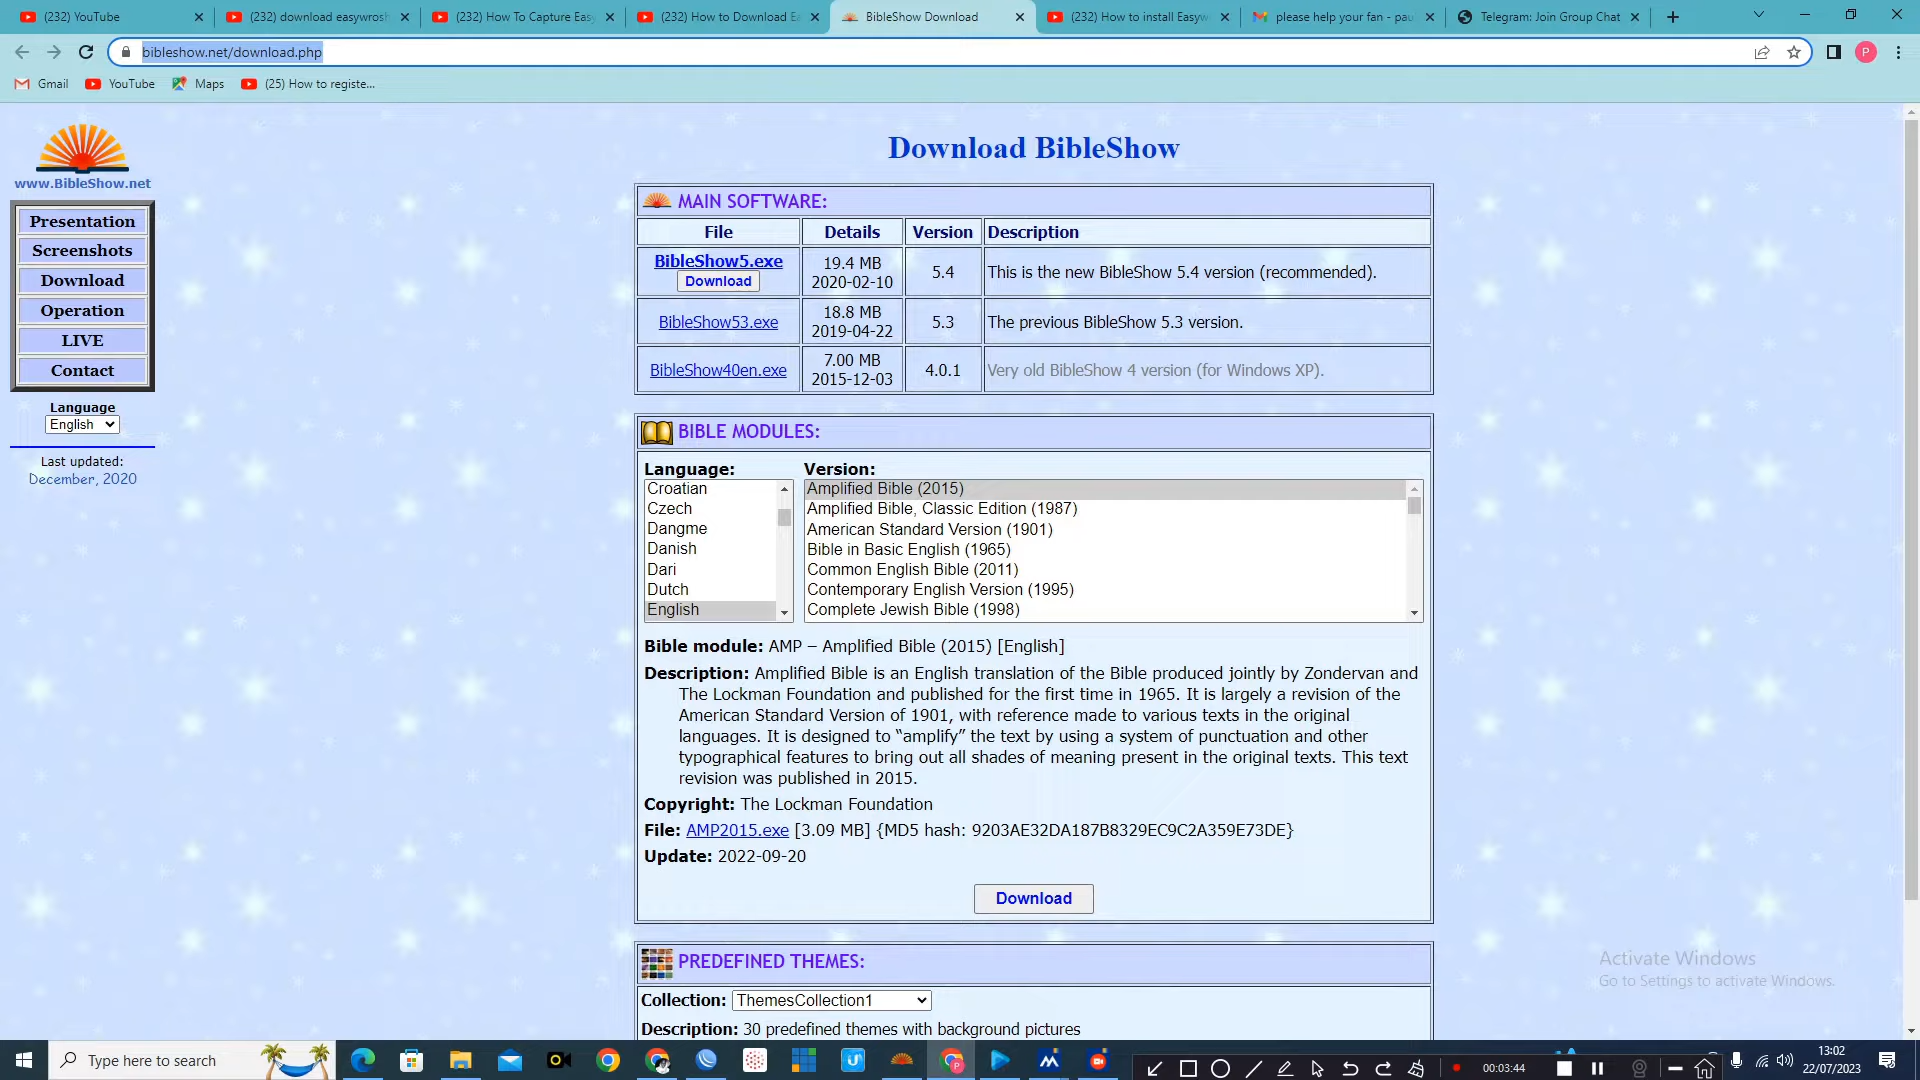 (232) YouTube
(232) download easywrosh
(232) How To Capture Easy
(232) How to Download Ea
BibleShow Download
(232) How to install Easyw
please help your fan - pau
Telegram: Join Group Chat
bibleshow.net/download.php
P
Gmail
YouTube
Maps
(25) How to registe...
www.BibleShow.net
Presentation
Screenshots
Download
Operation
LIVE
Contact
Language
English
Last updated:
December, 2020
Download BibleShow
MAIN SOFTWARE:
File Details Version Description
BibleShow5.exe
Download
19.4 MB
2020-02-10
5.4
This is the new BibleShow 5.4 version (recommended).
BibleShow53.exe
18.8 MB
2019-04-22
5.3
The previous BibleShow 5.3 version.
BibleShow40en.exe
7.00 MB
2015-12-03
4.0.1
Very old BibleShow 4 version (for Windows XP).
BIBLE MODULES:
Language:
Croatian
Czech
Dangme
Danish
Dari
Dutch
English
Version:
Amplified Bible (2015)
Amplified Bible, Classic Edition (1987)
American Standard Version (1901)
Bible in Basic English (1965)
Common English Bible (2011)
Contemporary English Version (1995)
Complete Jewish Bible (1998)
Bible module: AMP – Amplified Bible (2015) [English]
Description: Amplified Bible is an English translation of the Bible produced jointly by Zondervan and
The Lockman Foundation and published for the first time in 1965. It is largely a revision of the
American Standard Version of 1901, with reference made to various texts in the original
languages. It is designed to “amplify” the text by using a system of punctuation and other
typographical features to bring out all shades of meaning present in the original texts. This text
revision was published in 2015.
Copyright: The Lockman Foundation
File: AMP2015.exe [3.09 MB] {MD5 hash: 9203AE32DA187B8329EC9C2A359E73DE}
Update: 2022-09-20
Download
PREDEFINED THEMES:
Collection: ThemesCollection1
Description: 30 predefined themes with background pictures
Activate Windows
Go to Settings to activate Windows.
Type here to search
00:03:44
13:02
22/07/2023